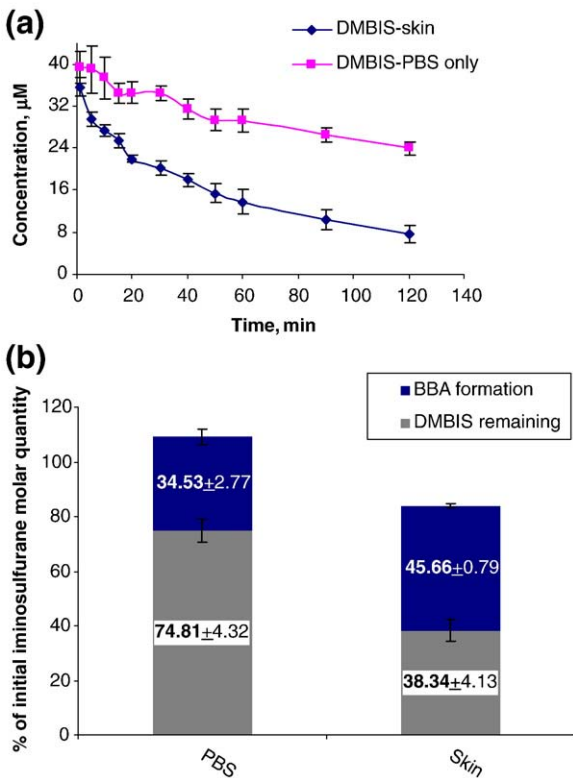 (a)
DMBIS-skin
DMBIS-PBS only
Concentration, μM
40
32
24
16
8
0
0 20 40 60 80 100 120 140
Time, min
(b)
BBA formation
DMBIS remaining
% of initial iminosulfurane molar quantity
120
100
80
60
40
20
0
34.53±2.77
74.81±4.32
45.66±0.79
38.34±4.13
PBS
Skin